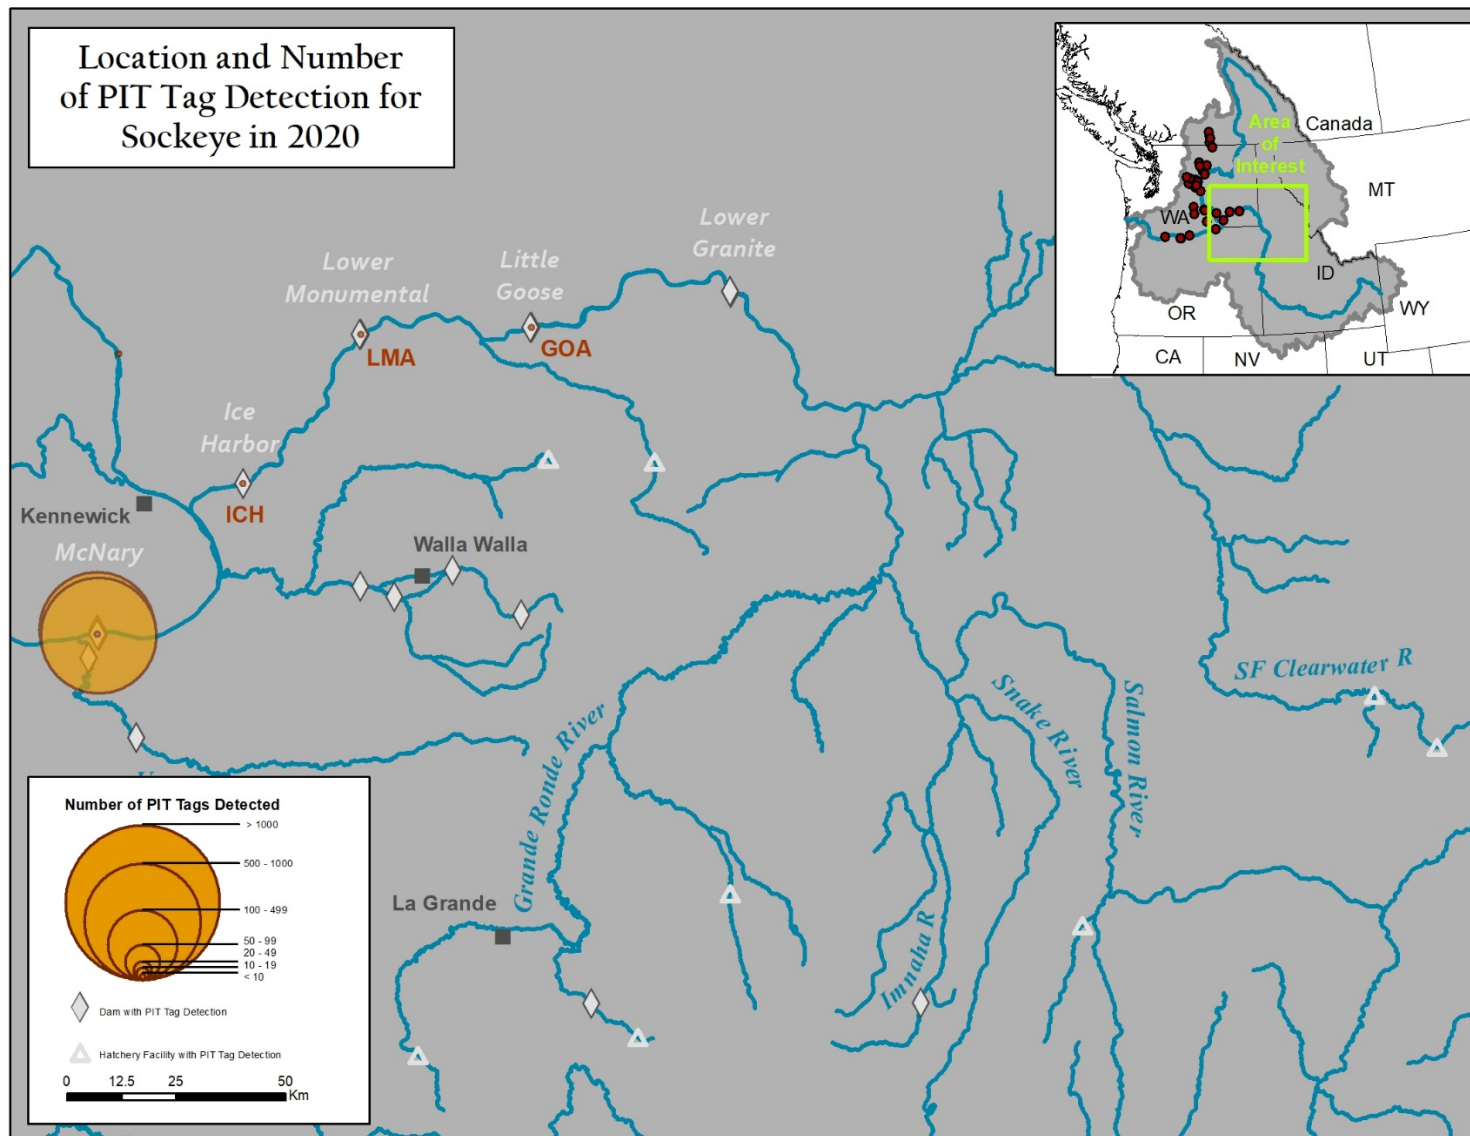 Location and Number
of PIT Tag Detection for
Sockeye in 2020
Area
of
Interest
Canada
MT
WA
ID
OR
WY
CA
NV
UT
Lower
Granite
Lower
Monumental
Little
Goose
LMA
GOA
Ice
Harbor
ICH
Kennewick
McNary
Walla Walla
SF Clearwater R
Snake River
Salmon River
Grande Ronde River
Imnaha R
La Grande
Number of PIT Tags Detected
> 1000
500 - 1000
100 - 499
50 - 99
20 - 49
10 - 19
< 10
Dam with PIT Tag Detection
Hatchery Facility with PIT Tag Detection
0 12.5 25 50
Km